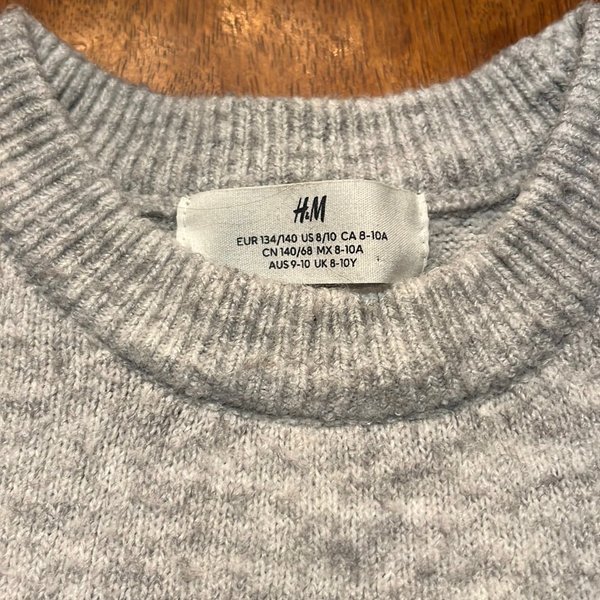 H&M
EUR 134/140 US 8/10 CA 8-10A
CN 140/68 MX 8-10A
AUS 9-10 UK 8-10Y